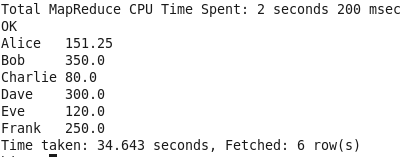 Total MapReduce CPU Time Spent: 2 seconds 200 msec
OK
Alice   151.25
Bob     350.0
Charlie 80.0
Dave    300.0
Eve     120.0
Frank   250.0
Time taken: 34.643 seconds, Fetched: 6 row(s)